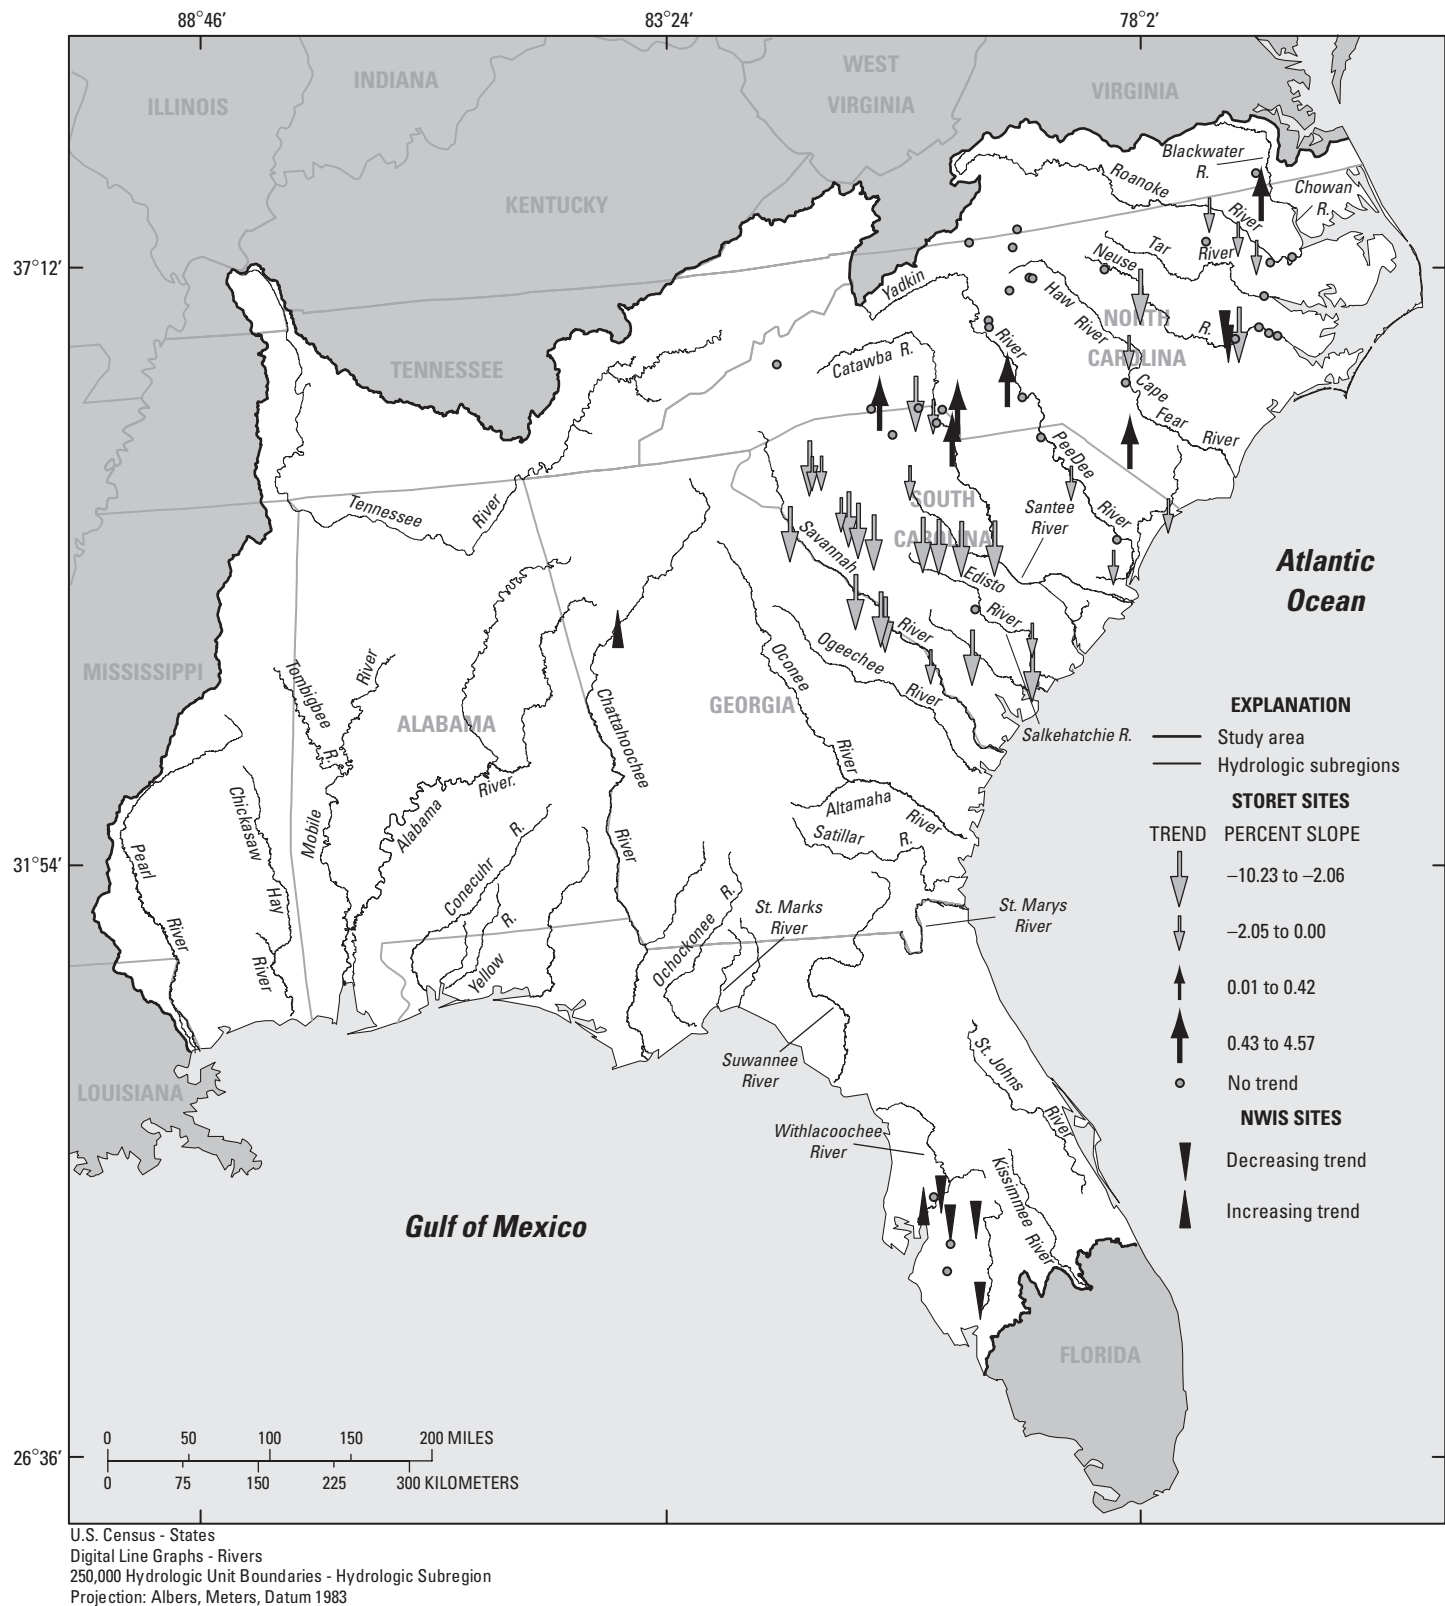 88°46′
83°24′
78°2′
WEST
VIRGINIA
INDIANA
ILLINOIS
VIRGINIA
Blackwater
R.
Roanoke
River
Chowan
R.
KENTUCKY
Tar
River
Neuse
R.
37°12′
Yadkin
River
Haw
River
NORTH
CAROLINA
TENNESSEE
Catawba R.
Cape
Fear
River
PeeDee
River
Tennessee
River
SOUTH
CAROLINA
Santee
River
Savannah
River
Edisto
River
Atlantic
Ocean
Ogeechee
River
Oconee
River
MISSISSIPPI
Tombigbee
R.
River
ALABAMA
GEORGIA
Chattahoochee
River
Salkehatchie R.
EXPLANATION
Study area
Hydrologic subregions
STORET SITES
TREND PERCENT SLOPE
–10.23 to –2.06
–2.05 to 0.00
0.01 to 0.42
0.43 to 4.57
No trend
NWIS SITES
Decreasing trend
Increasing trend
Chickasaw
Hay
River
Mobile
Alabama
River.
Altamaha
River
Satillar
R.
31°54′
Pearl
River
Conecuhr
R.
Yellow
R.
Ochockonee
R.
St. Marks
River
St. Marys
River
Suwannee
River
St. Johns
River
LOUISIANA
Withlacoochee
River
Kissimmee
River
Gulf of Mexico
FLORIDA
26°36′
0 50 100 150 200 MILES
0 75 150 225 300 KILOMETERS
U.S. Census - States
Digital Line Graphs - Rivers
250,000 Hydrologic Unit Boundaries - Hydrologic Subregion
Projection: Albers, Meters, Datum 1983